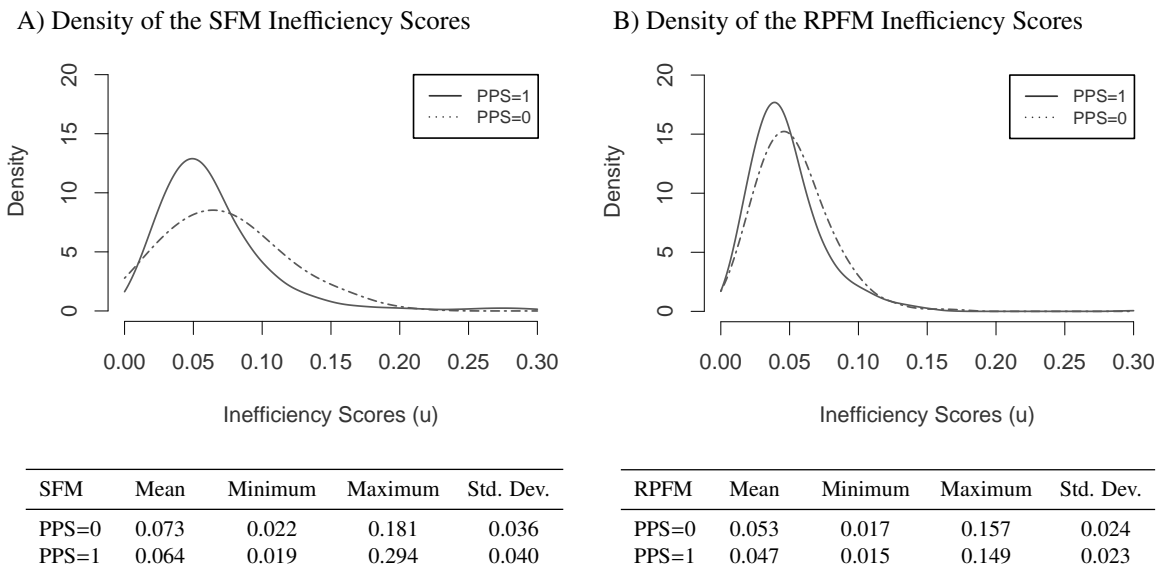 A) Density of the SFM Inefficiency Scores
20
15
10
5
0
Density
PPS=1
PPS=0
0.00 0.05 0.10 0.15 0.20 0.25 0.30
Inefficiency Scores (u)
SFM Mean Minimum Maximum Std. Dev.
PPS=0 0.073 0.022 0.181 0.036
PPS=1 0.064 0.019 0.294 0.040
B) Density of the RPFM Inefficiency Scores
20
15
10
5
0
Density
PPS=1
PPS=0
0.00 0.05 0.10 0.15 0.20 0.25 0.30
Inefficiency Scores (u)
RPFM Mean Minimum Maximum Std. Dev.
PPS=0 0.053 0.017 0.157 0.024
PPS=1 0.047 0.015 0.149 0.023